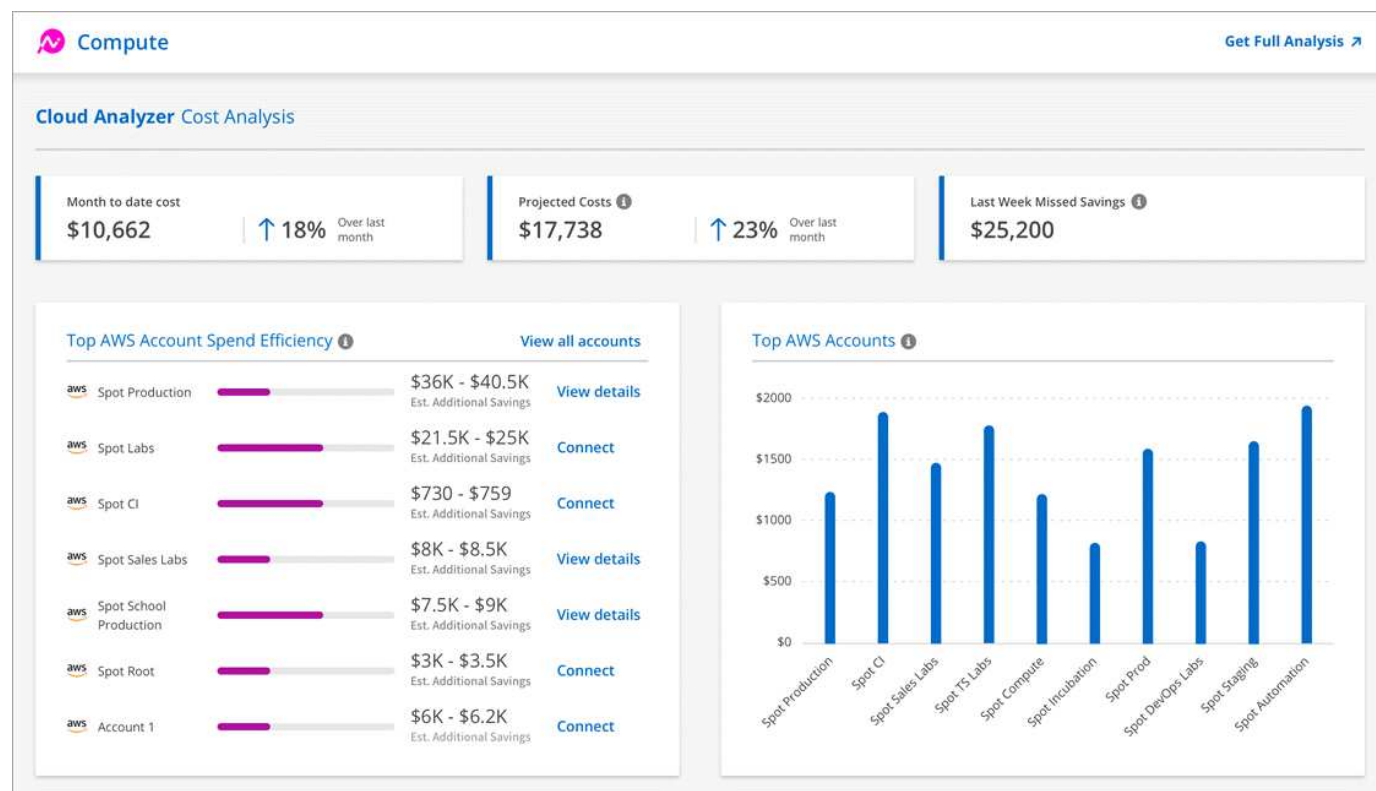 Compute
Get Full Analysis ↗
Cloud Analyzer Cost Analysis
Month to date cost
$10,662
↑ 18%
Over last
month
Projected Costs
$17,738
↑ 23%
Over last
month
Last Week Missed Savings
$25,200
Top AWS Account Spend Efficiency
View all accounts
aws Spot Production
$36K - $40.5K
Est. Additional Savings
View details
aws Spot Labs
$21.5K - $25K
Est. Additional Savings
Connect
aws Spot CI
$730 - $759
Est. Additional Savings
Connect
aws Spot Sales Labs
$8K - $8.5K
Est. Additional Savings
View details
aws Spot School
Production
$7.5K - $9K
Est. Additional Savings
View details
aws Spot Root
$3K - $3.5K
Est. Additional Savings
Connect
aws Account 1
$6K - $6.2K
Est. Additional Savings
Connect
Top AWS Accounts
$2000
$1500
$1000
$500
$0
Spot Production
Spot CI
Spot Sales Labs
Spot TS Labs
Spot Compute
Spot Incubation
Spot Prod
Spot DevOps Labs
Spot Staging
Spot Automation